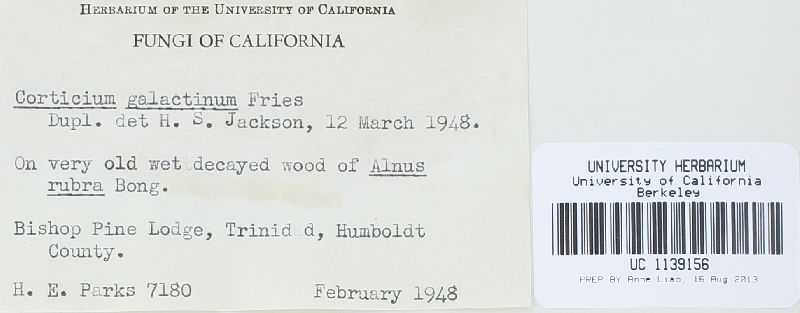 HERBARIUM OF THE UNIVERSITY OF CALIFORNIA
FUNGI OF CALIFORNIA
Corticium galactinum Fries
Dupl. det H. S. Jackson, 12 March 1948.
On very old wet decayed wood of Alnus
rubra Bong.
Bishop Pine Lodge, Trinid d, Humboldt
County.
H. E. Parks 7180 February 1948
UNIVERSITY HERBARIUM
University of California
Berkeley
UC 1139156
PREP BY Anne Liao, 16 Aug 2013